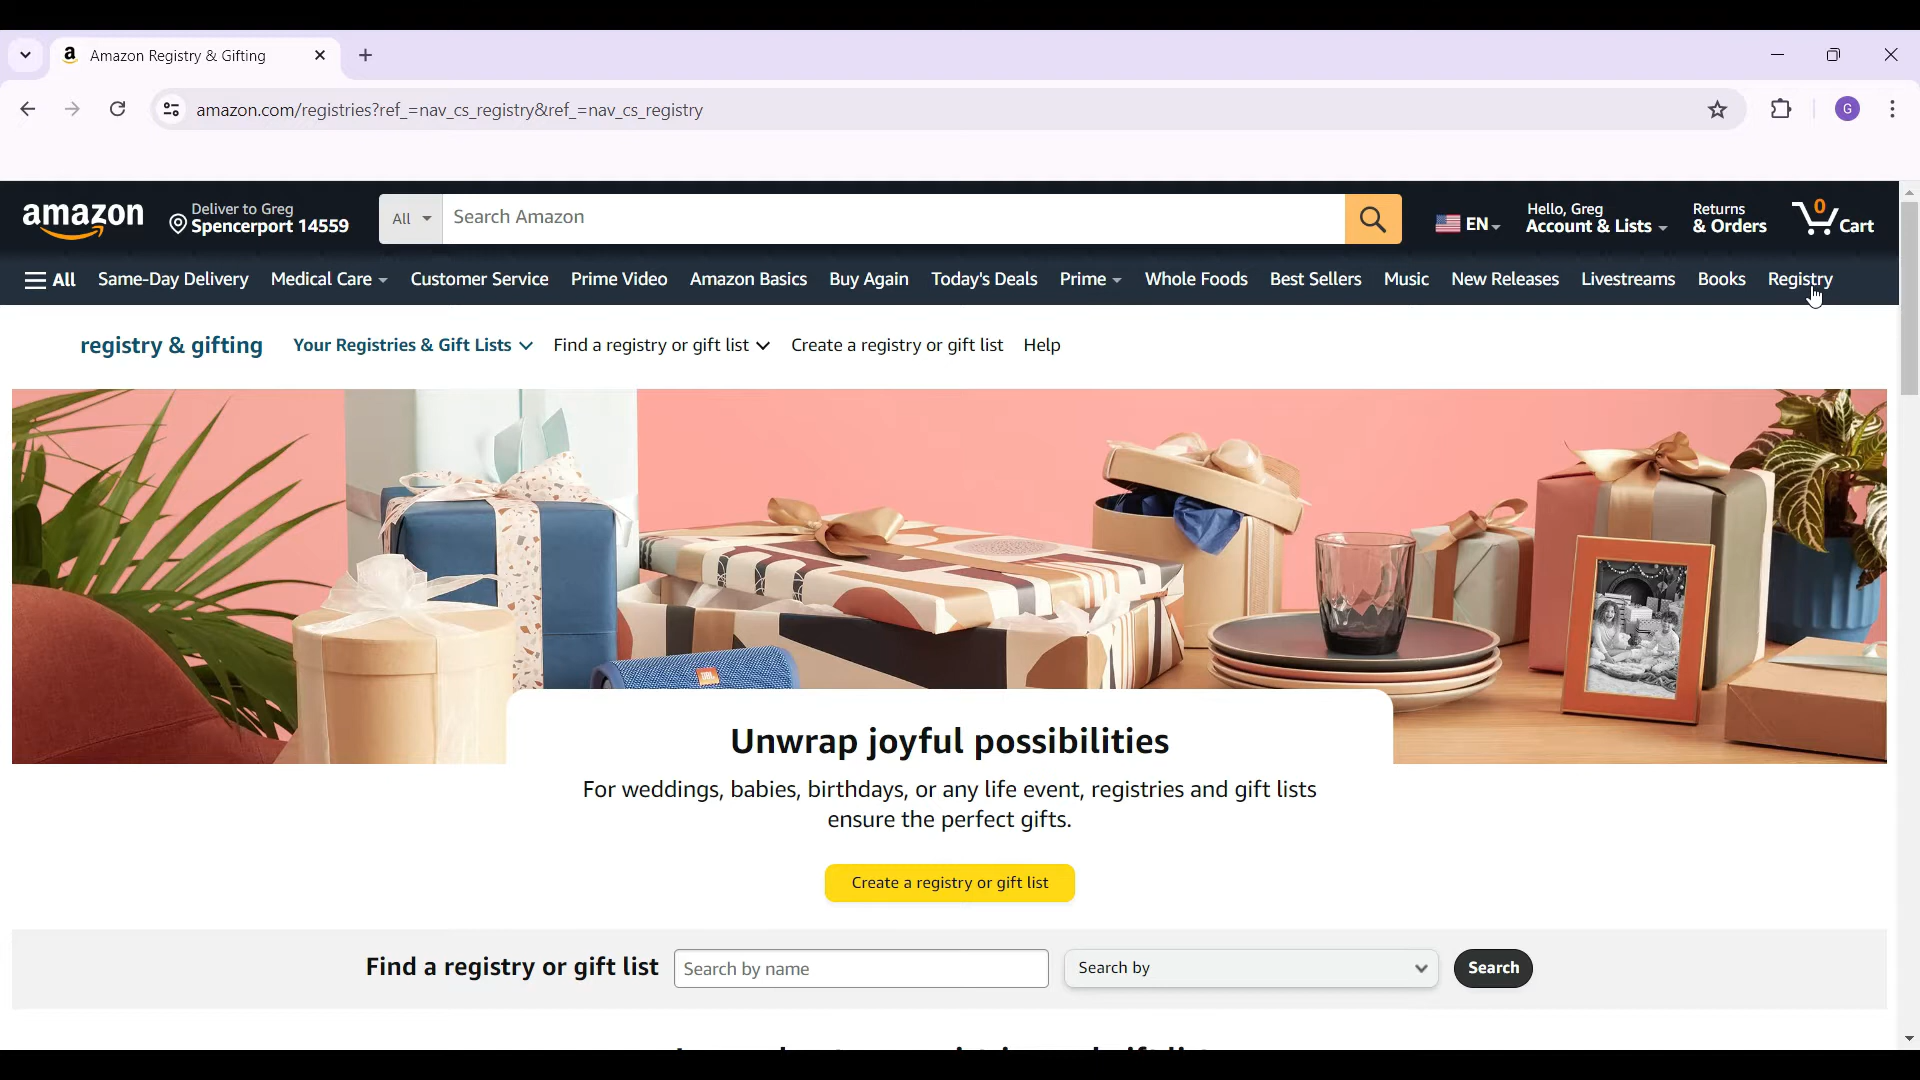 Amazon Registry & Gifting
amazon.com/registries?ref_=nav_cs_registry&ref_=nav_cs_registry
G
amazon
Deliver to Greg
Spencerport 14559
All
Search Amazon
EN
Hello, Greg
Account & Lists
Returns
& Orders
0
Cart
All Same-Day Delivery Medical Care Customer Service Prime Video Amazon Basics Buy Again Today's Deals Prime Whole Foods Best Sellers Music New Releases Livestreams Books Registry
registry & gifting Your Registries & Gift Lists Find a registry or gift list Create a registry or gift list Help
JBL
Unwrap joyful possibilities
For weddings, babies, birthdays, or any life event, registries and gift lists
ensure the perfect gifts.
Create a registry or gift list
Find a registry or gift list Search by name Search by Search